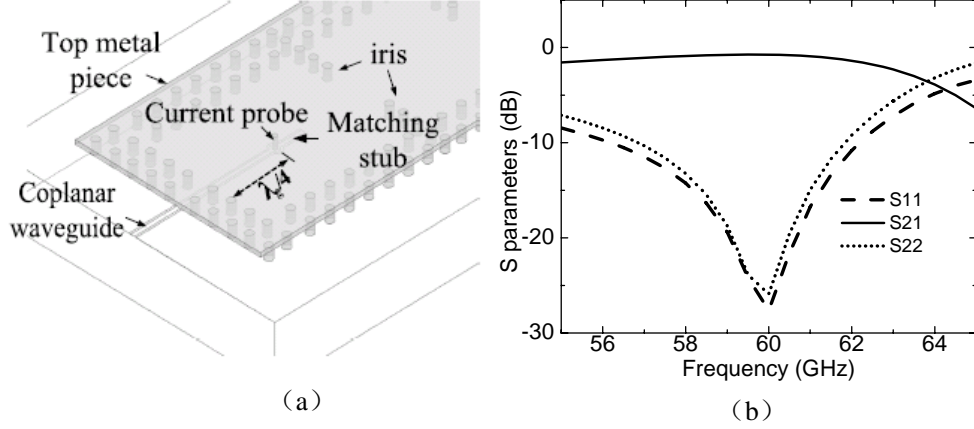 Top metal
piece
iris
Current probe
Matching
stub
λ/4
Coplanar
waveguide
(a)
S parameters (dB)
0
-10
-20
-30
S11
S21
S22
56 58 60 62 64
Frequency (GHz)
(b)